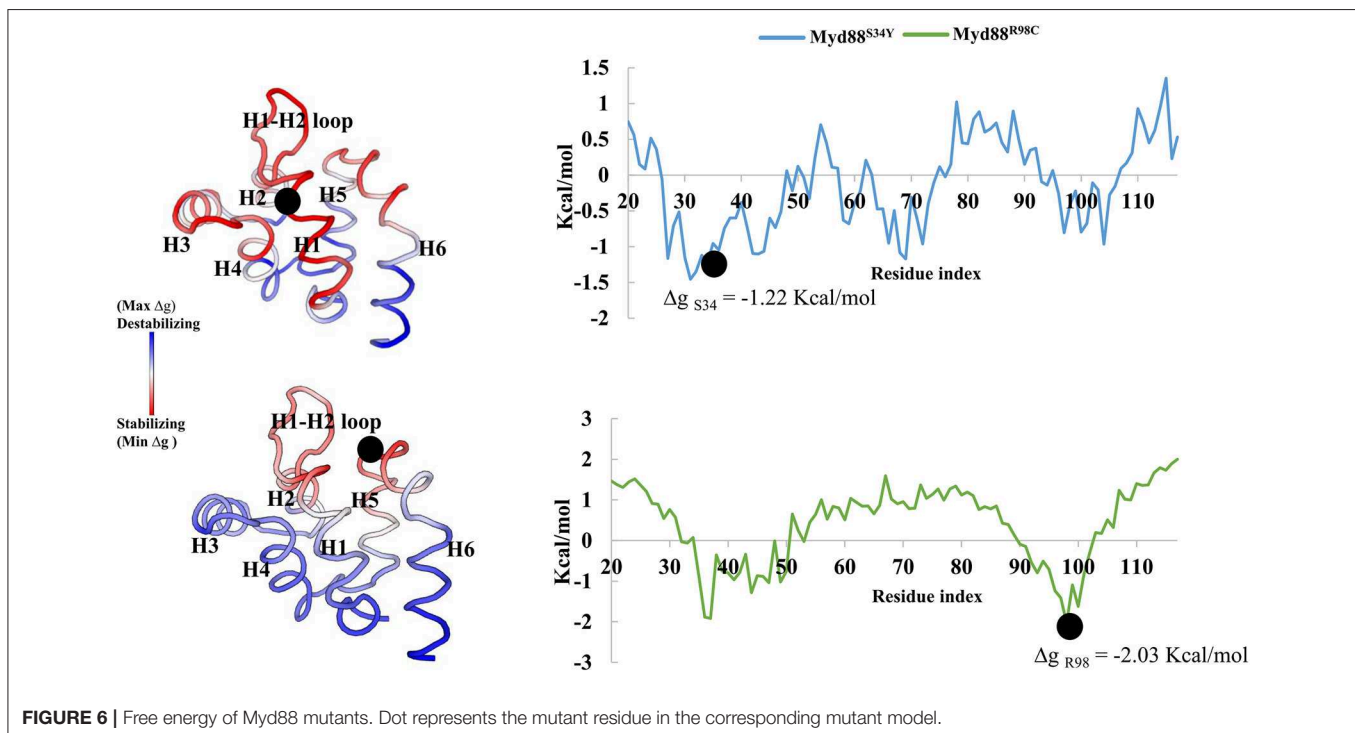 H1-H2 loop
H2
H5
H3
H1
H4
H6
(Max Δg)
Destabilizing
Stabilizing
(Min Δg )
H1-H2 loop
H2
H5
H3
H1
H4
H6
Myd88S34Y Myd88R98C
1.5
1
0.5
0
-0.5
-1
-1.5
-2
Kcal/mol
20 30 40 50 60 70 80 90 100 110
Residue index
Δg S34 = -1.22 Kcal/mol
3
2
1
0
-1
-2
-3
Kcal/mol
20 30 40 50 60 70 80 90 100 110
Residue index
Δg R98 = -2.03 Kcal/mol
FIGURE 6 | Free energy of Myd88 mutants. Dot represents the mutant residue in the corresponding mutant model.